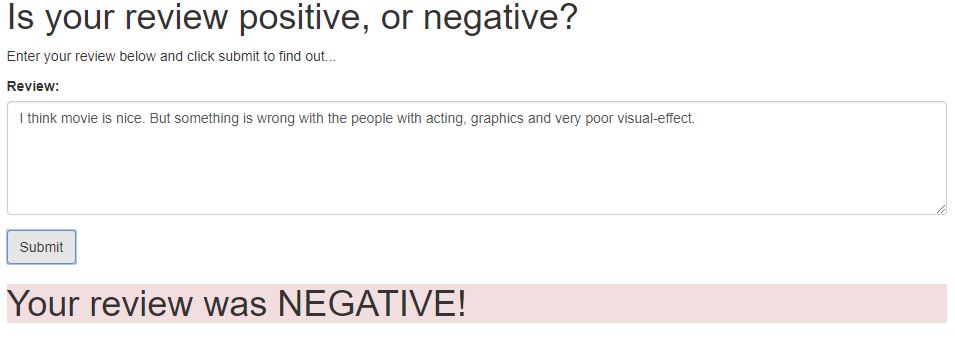 Is your review positive, or negative?
Enter your review below and click submit to find out...
Review:
I think movie is nice. But something is wrong with the people with acting, graphics and very poor visual-effect.
Submit
Your review was NEGATIVE!